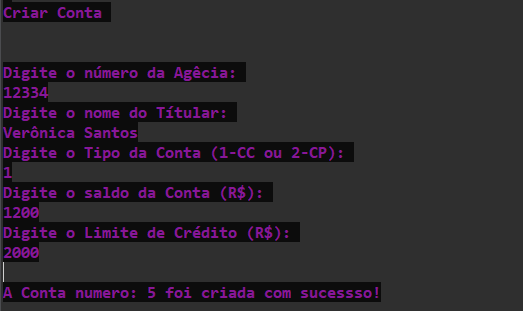 Criar Conta
Digite o número da Agêcia:
12334
Digite o nome do Títular:
Verônica Santos
Digite o Tipo da Conta (1-CC ou 2-CP):
1
Digite o saldo da Conta (R$):
1200
Digite o Limite de Crédito (R$):
2000
A Conta numero: 5 foi criada com sucessso!